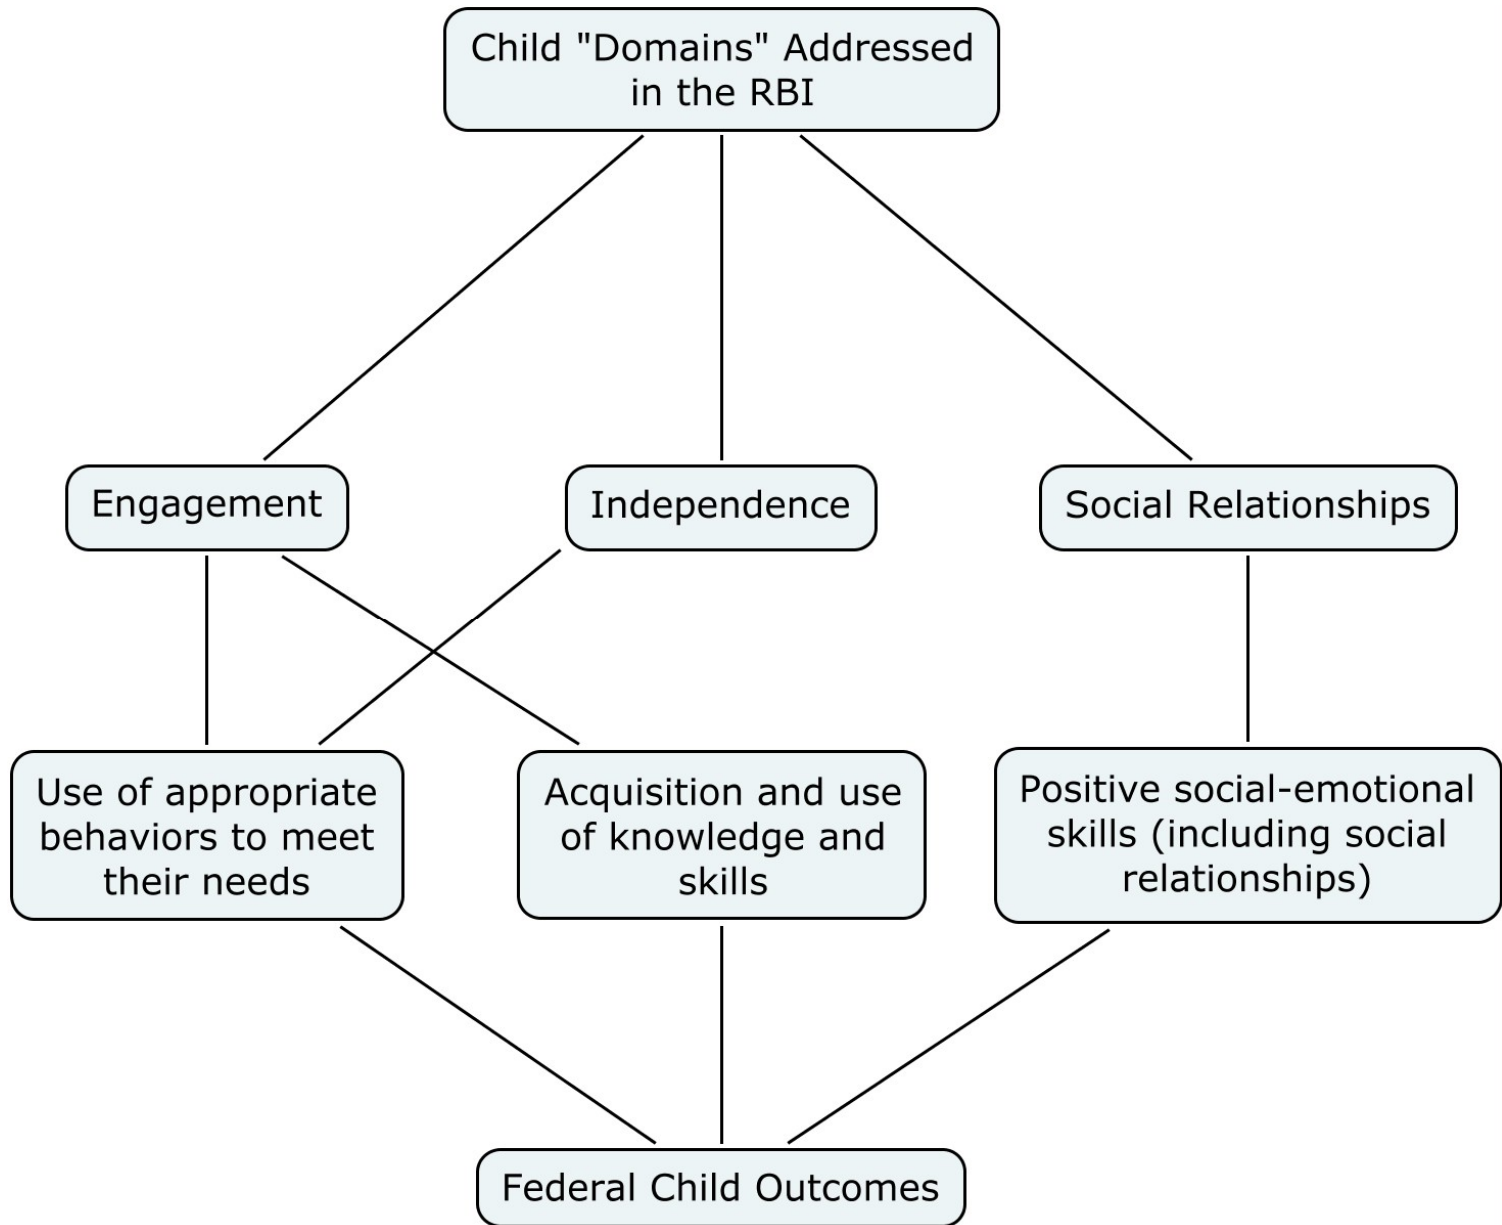 Child "Domains" Addressed
in the RBI
Engagement
Independence
Social Relationships
Use of appropriate
behaviors to meet
their needs
Acquisition and use
of knowledge and
skills
Positive social-emotional
skills (including social
relationships)
Federal Child Outcomes